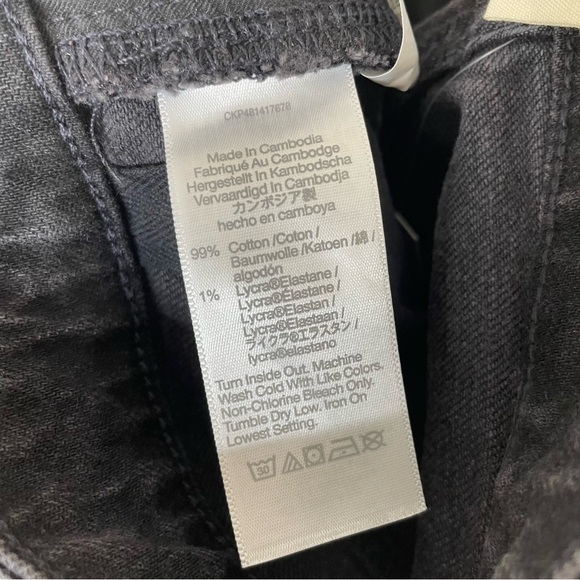 CKP481417678
Made In Cambodia
Fabriqué Au Cambodge
Hergestellt In Kambodscha
Vervaardigd In Cambodja
カンボジア製
hecho en camboya
99% Cotton /Coton /
Baumwolle /Katoen /綿 /
algodón
1% Lycra®Elastane /
Lycra®Elastane /
Lycra®Elastan /
Lycra®Elastaan /
ライクラ®エラスタン /
lycra®elastano
Turn Inside Out. Machine
Wash Cold With Like Colors.
Non-Chlorine Bleach Only.
Tumble Dry Low. Iron On
Lowest Setting.
30